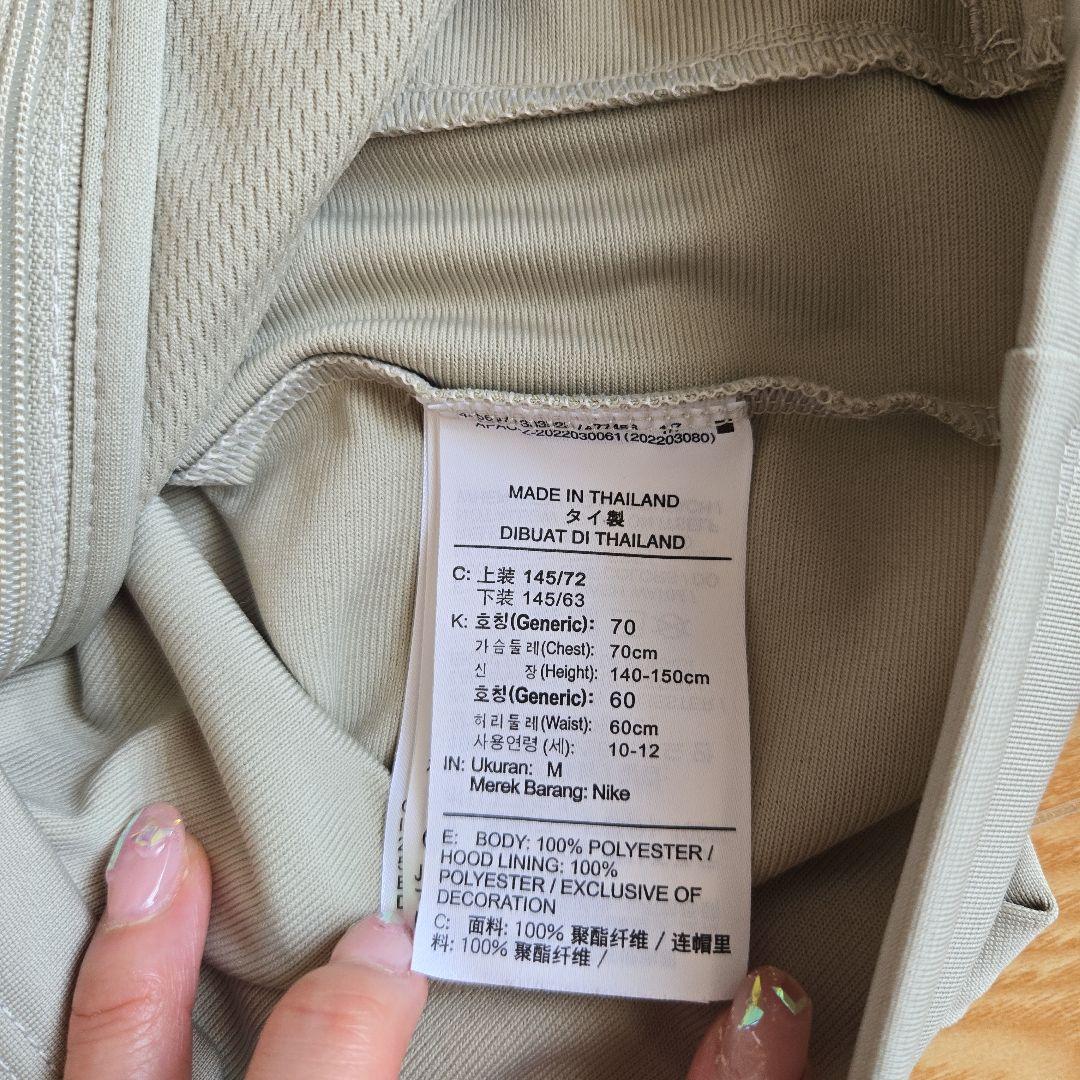 2022030061(202203080)
MADE IN THAILAND
タイ製
DIBUAT DI THAILAND
C: 上装 145/72
下装 145/63
K: 호칭(Generic): 70
가슴둘레(Chest): 70cm
신 장(Height): 140-150cm
호칭(Generic): 60
허리둘레(Waist): 60cm
사용연령 (세): 10-12
IN: Ukuran: M
Merek Barang: Nike
E: BODY: 100% POLYESTER /
HOOD LINING: 100%
POLYESTER / EXCLUSIVE OF
DECORATION
C: 面料: 100% 聚酯纤维 / 连帽里
料: 100% 聚酯纤维 /